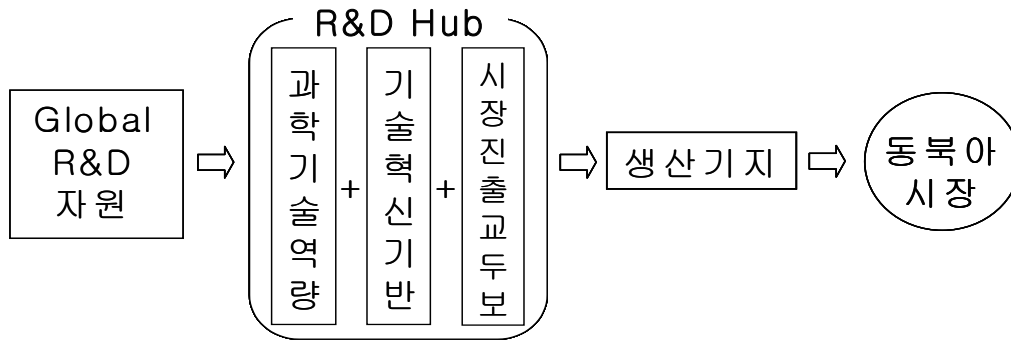 R&D Hub
Global
R&D
자원
과학기술역량
+
기술혁신기반
+
시장진출교두보
생산기지
동북아
시장